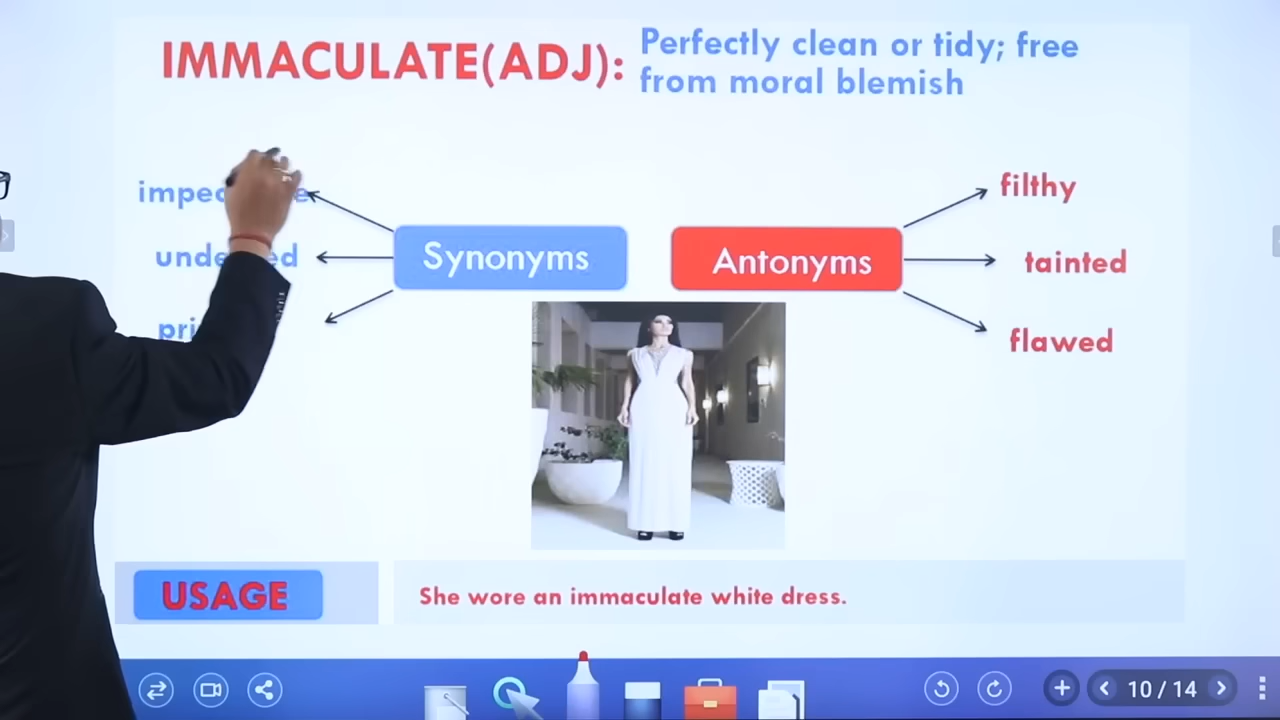 IMMACULATE(ADJ):
Perfectly clean or tidy; free
from moral blemish
Synonyms
Antonyms
filthy
tainted
flawed
USAGE
She wore an immaculate white dress.
10 / 14